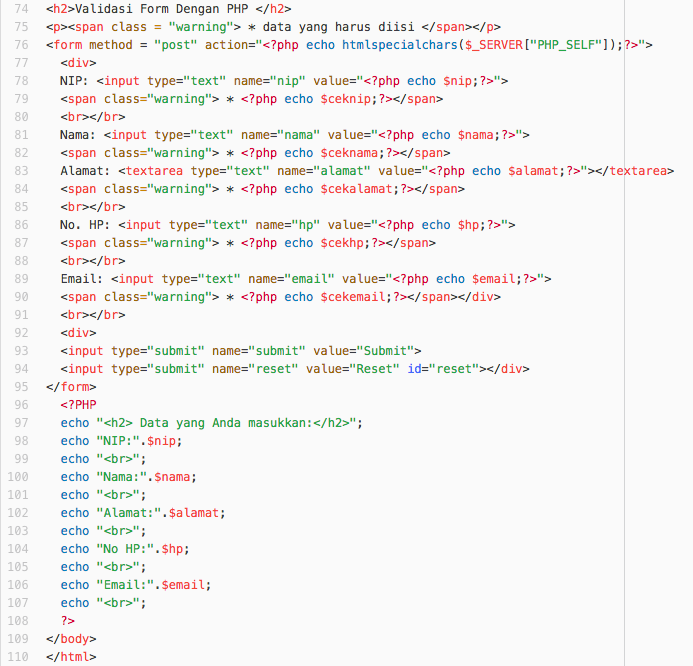 74 <h2>Validasi Form Dengan PHP </h2>
75 <p><span class = "warning"> * data yang harus diisi </span></p>
76 <form method = "post" action="<?php echo htmlspecialchars($_SERVER["PHP_SELF"]);?>">
77   <div>
78   NIP: <input type="text" name="nip" value="<?php echo $nip;?>">
79   <span class="warning"> * <?php echo $ceknip;?></span>
80   <br></br>
81   Nama: <input type="text" name="nama" value="<?php echo $nama;?>">
82   <span class="warning"> * <?php echo $ceknama;?></span>
83   Alamat: <textarea type="text" name="alamat" value="<?php echo $alamat;?>"></textarea>
84   <span class="warning"> * <?php echo $cekalamat;?></span>
85   <br></br>
86   No. HP: <input type="text" name="hp" value="<?php echo $hp;?>">
87   <span class="warning"> * <?php echo $cekhp;?></span>
88   <br></br>
89   Email: <input type="text" name="email" value="<?php echo $email;?>">
90   <span class="warning"> * <?php echo $cekemail;?></span></div>
91   <br></br>
92   <div>
93   <input type="submit" name="submit" value="Submit">
94   <input type="submit" name="reset" value="Reset" id="reset"></div>
95 </form>
96   <?PHP
97   echo "<h2> Data yang Anda masukkan:</h2>";
98   echo "NIP:".$nip;
99   echo "<br>";
100   echo "Nama:".$nama;
101   echo "<br>";
102   echo "Alamat:".$alamat;
103   echo "<br>";
104   echo "No HP:".$hp;
105   echo "<br>";
106   echo "Email:".$email;
107   echo "<br>";
108   ?>
109 </body>
110 </html>